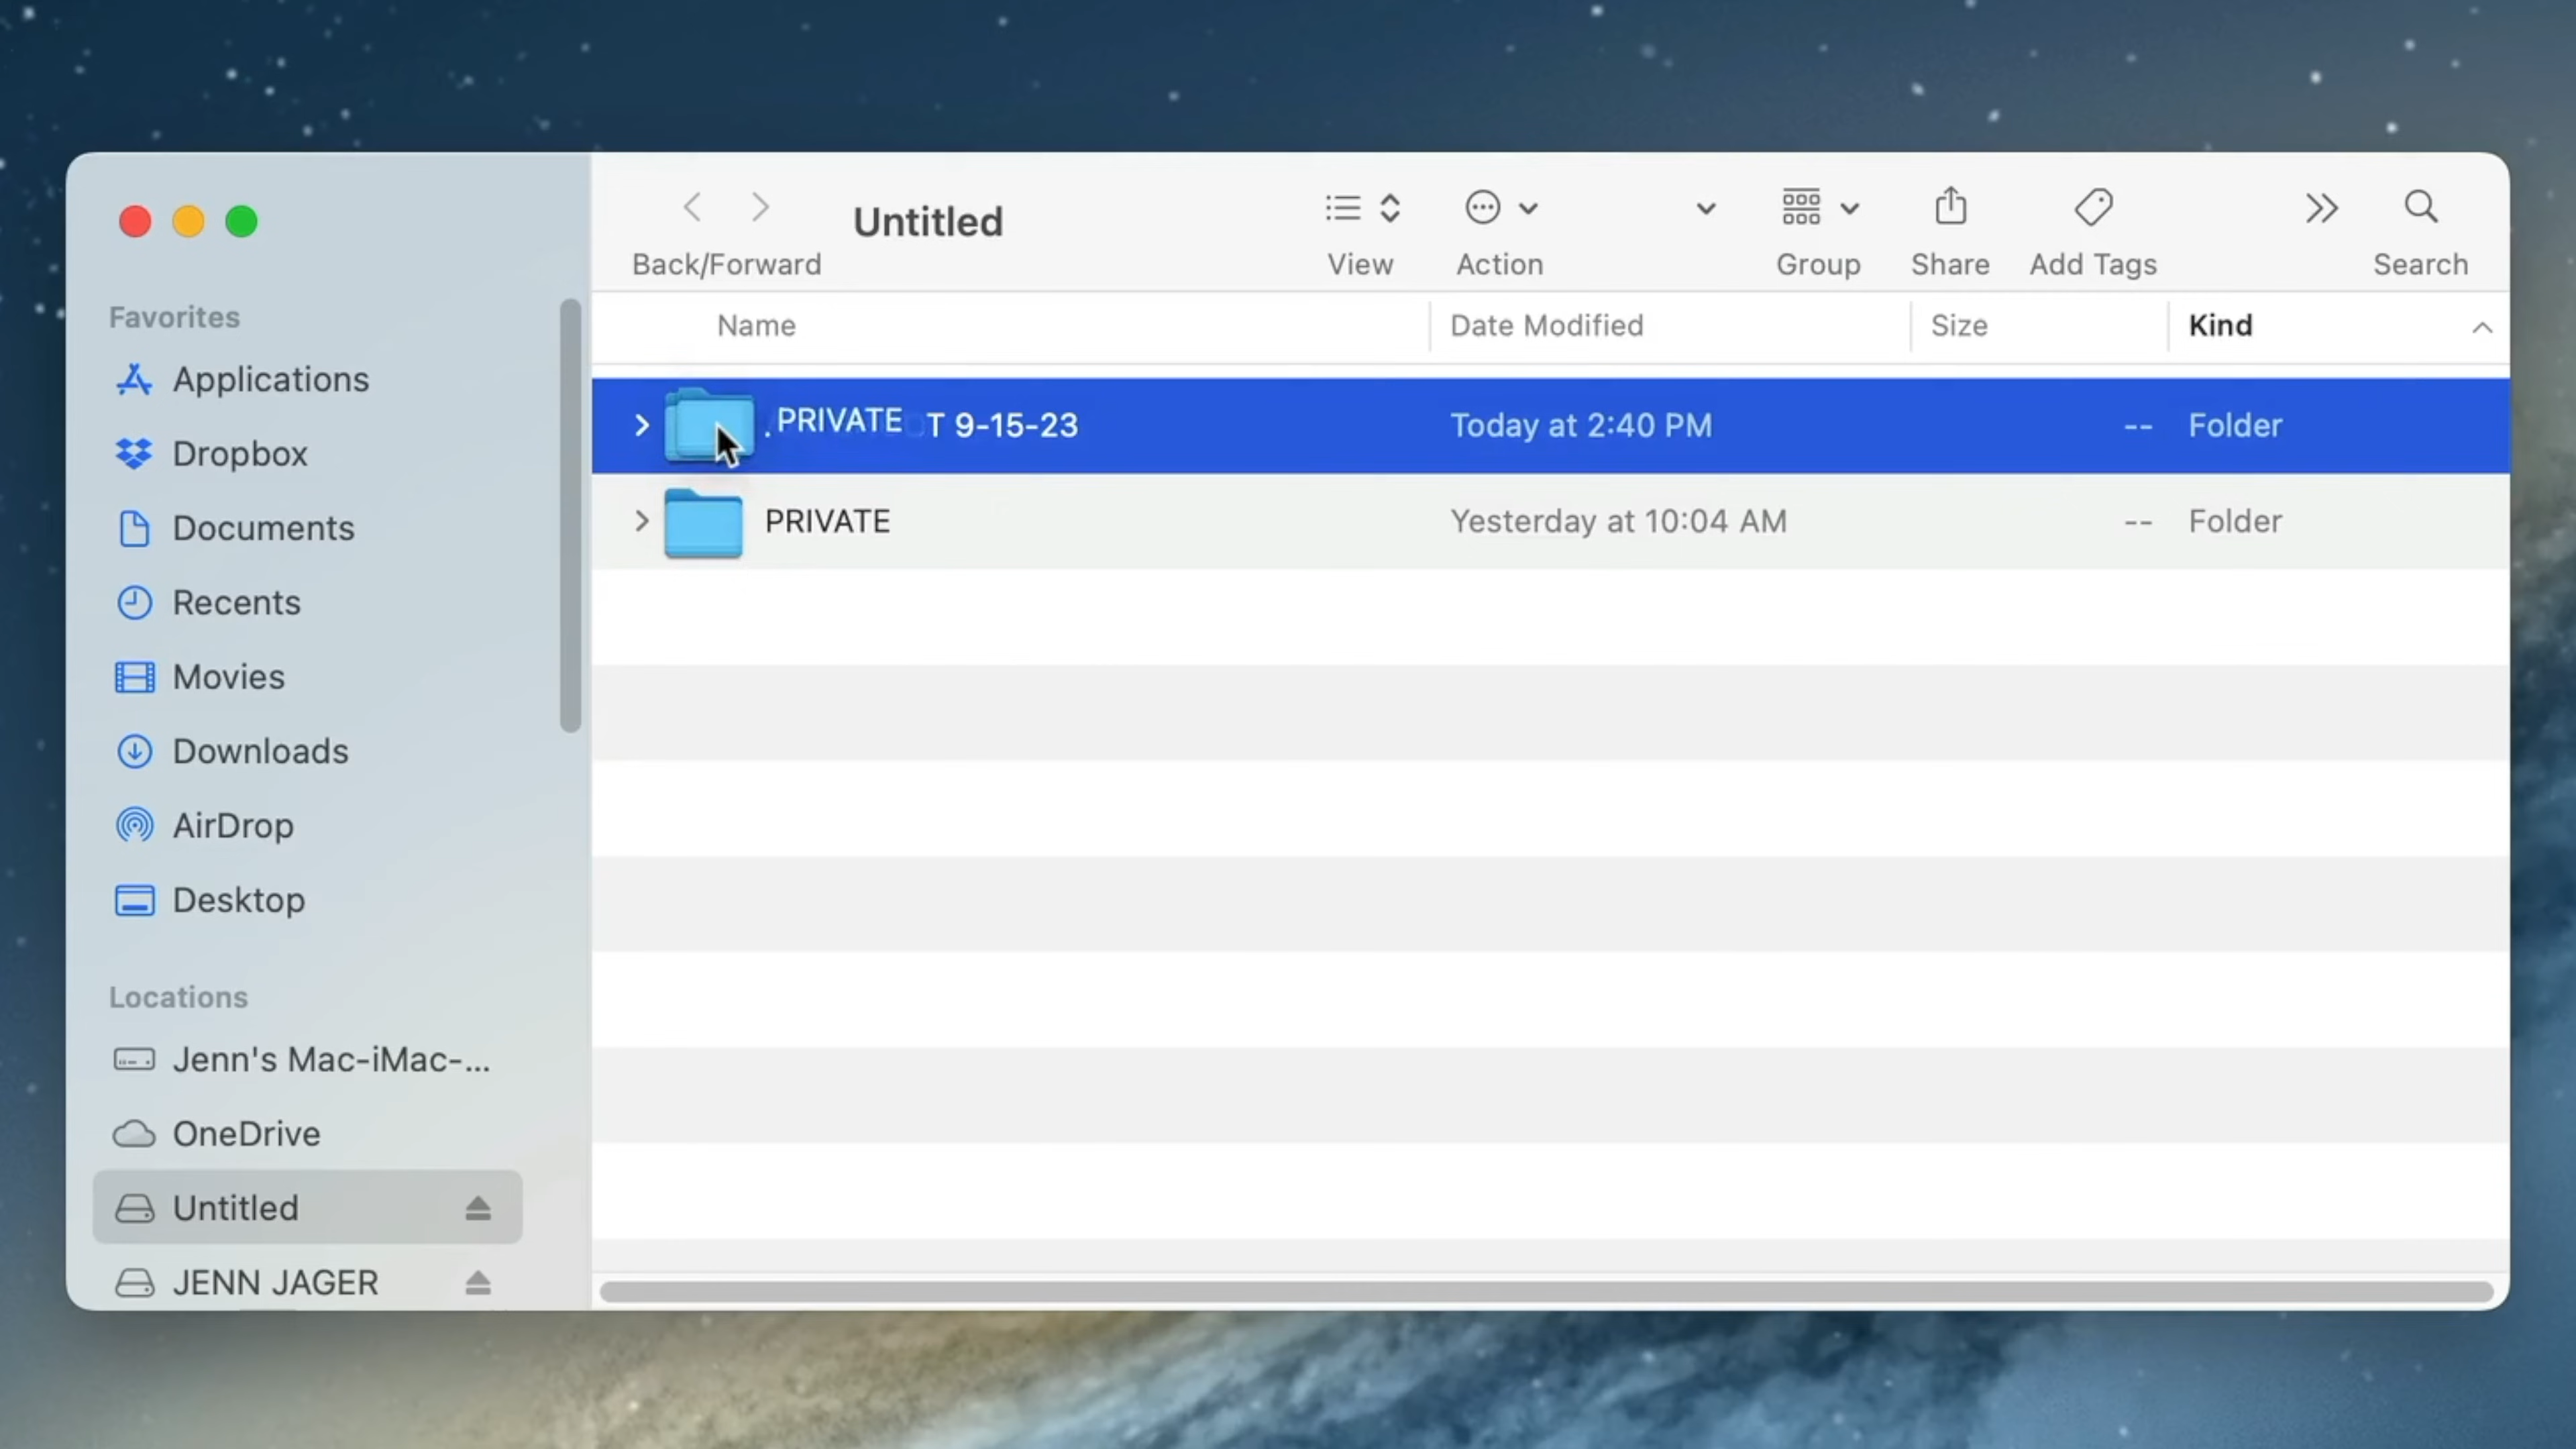 Untitled
Back/Forward
View
Action
Group
Share
Add Tags
Search
Favorites
Applications
Dropbox
Documents
Recents
Movies
Downloads
AirDrop
Desktop
Locations
Jenn's Mac-iMac-...
OneDrive
Untitled
JENN JAGER
Name Date Modified Size Kind
PRIVATE T 9-15-23 Today at 2:40 PM -- Folder
PRIVATE Yesterday at 10:04 AM -- Folder